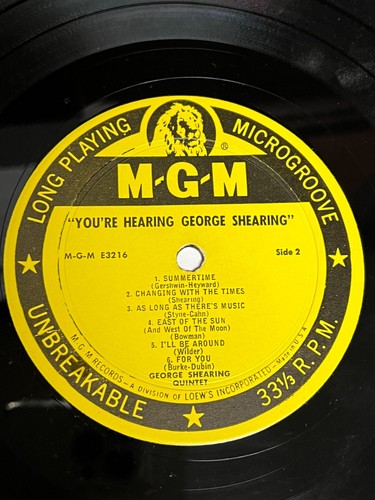 LONG PLAYING MICROGROOVE
®
M-G-M
"YOU'RE HEARING GEORGE SHEARING"
M-G-M E3216
Side 2
1. SUMMERTIME
(Gershwin-Heyward)
2. CHANGING WITH THE TIMES
(Shearing)
3. AS LONG AS THERE'S MUSIC
(Styne-Cahn)
4. EAST OF THE SUN
(And West Of The Moon)
(Bowman)
5. I'LL BE AROUND
(Wilder)
6. FOR YOU
(Burke-Dubin)
GEORGE SHEARING
QUINTET
M G M RECORDS — A DIVISION OF LOEW'S INCORPORATED — Made in U.S.A.
UNBREAKABLE
33⅓ R.P.M.